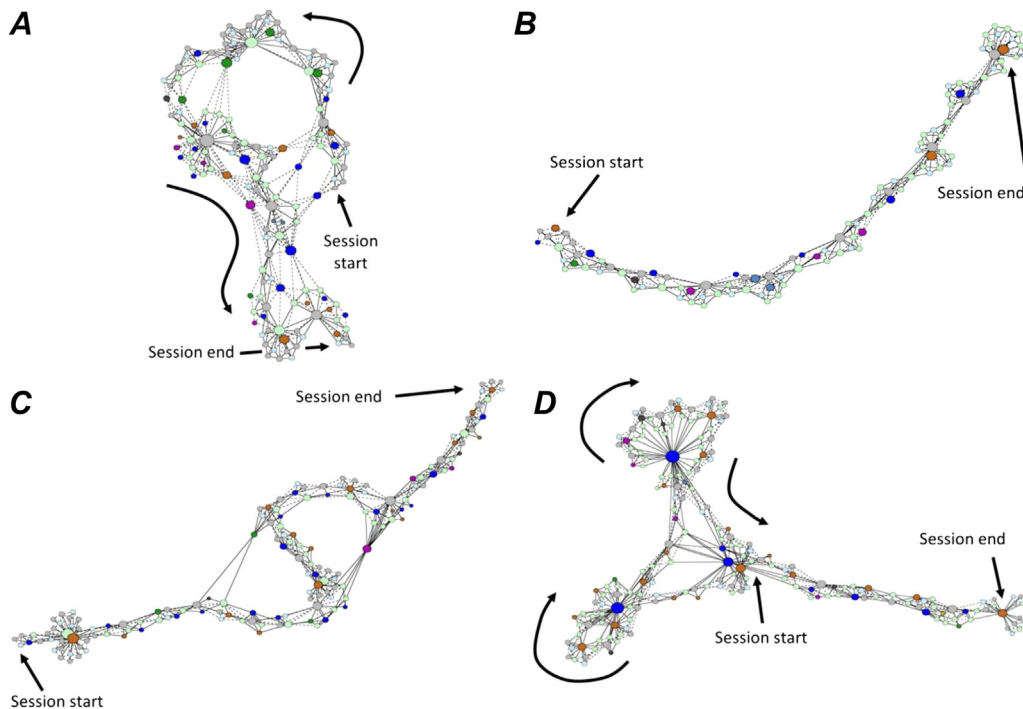 A
Session
start
Session end
B
Session start
Session end
C
Session end
Session start
D
Session end
Session start